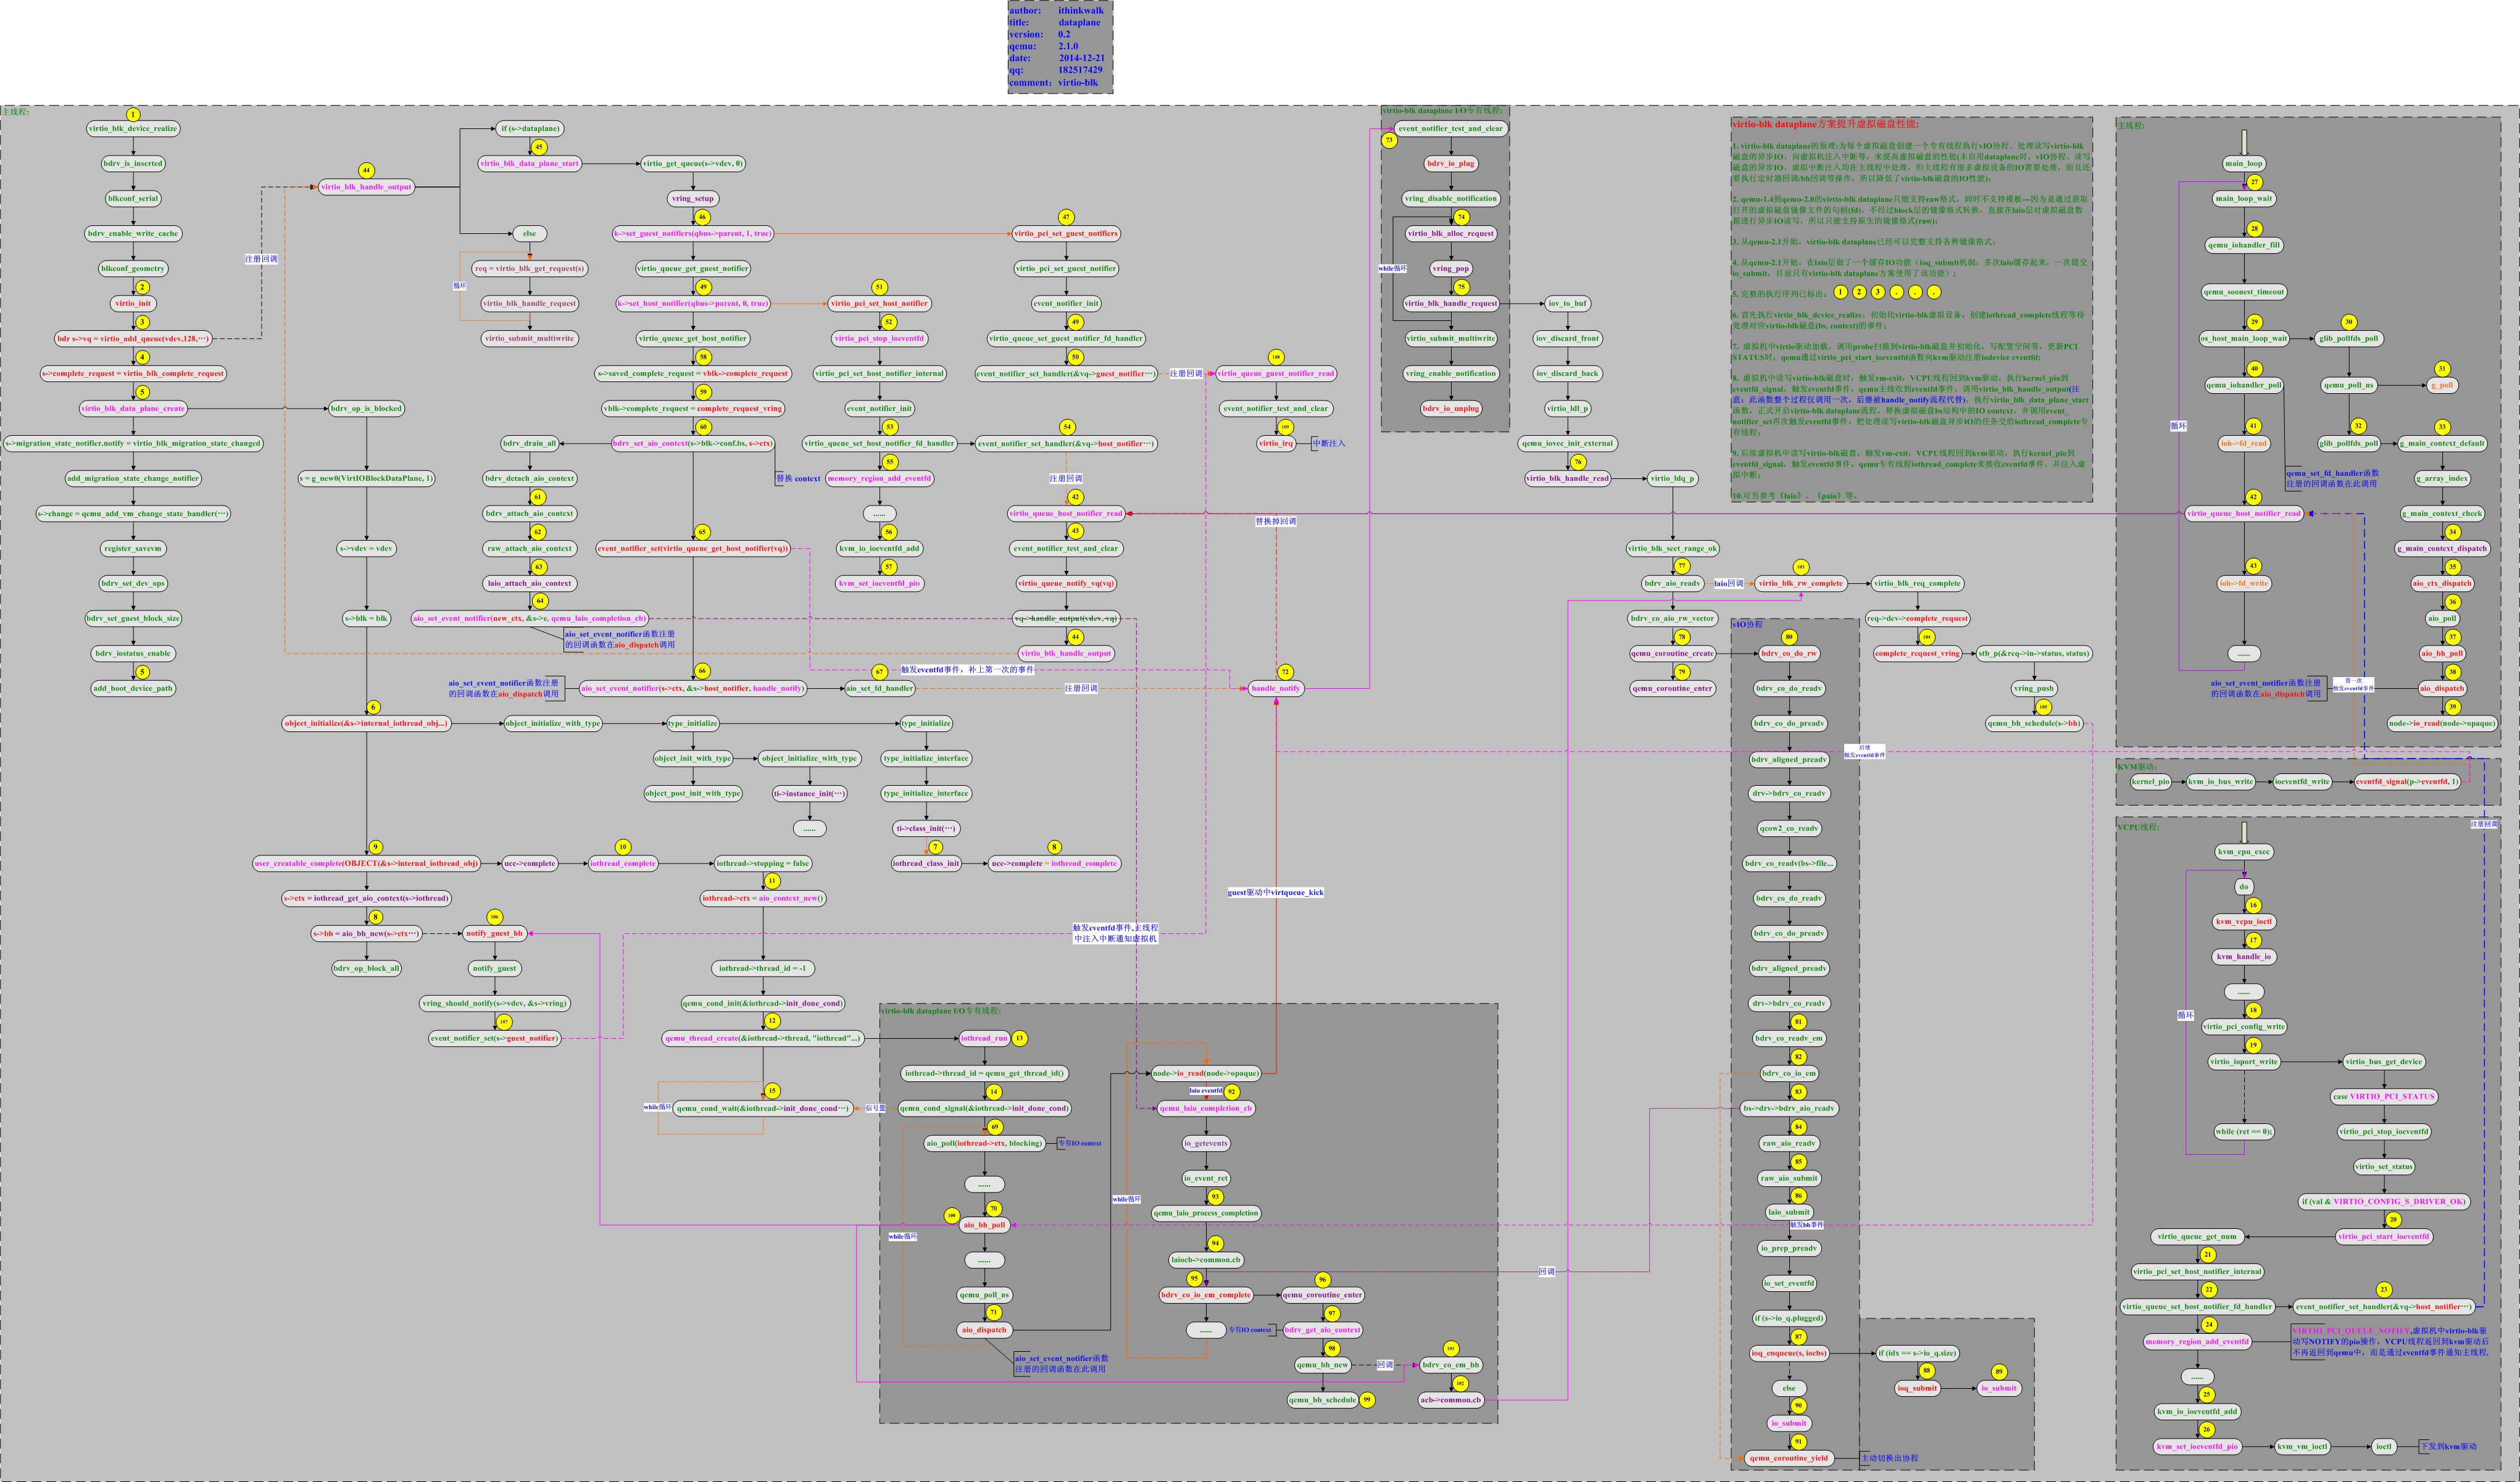 author: ithinkwalk
title: dataplane
version: 0.2
qemu: 2.1.0
date: 2014-12-21
qq: 182517429
comment: virtio-blk
主线程:
1
virtio_blk_device_realize
bdrv_is_inserted
blkconf_serial
bdrv_enable_write_cache
blkconf_geometry
2
virtio_init
3
bdr s->vq = virtio_add_queue(vdev,128,…)
4
s->complete_request = virtio_blk_complete_request
5
virtio_blk_data_plane_create
s->migration_state_notifier.notify = virtio_blk_migration_state_changed
add_migration_state_change_notifier
s->change = qemu_add_vm_change_state_handler(…)
register_savevm
bdrv_set_dev_ops
bdrv_set_guest_block_size
bdrv_iostatus_enable
5
add_boot_device_path
注册回调
bdrv_op_is_blocked
s = g_new0(VirtIOBlockDataPlane, 1)
s->vdev = vdev
s->blk = blk
6
object_initialize(&s->internal_iothread_obj...)
object_initialize_with_type
type_initialize
type_initialize
object_init_with_type
object_initialize_with_type
type_initialize_interface
object_post_init_with_type
ti->instance_init(…)
type_initialize_interface
......
ti->class_init(…)
7
iothread_class_init
8
ucc->complete = iothread_complete
9
user_creatable_complete(OBJECT(&s->internal_iothread_obj)
ucc->complete
10
iothread_complete
iothread->stopping = false
s->ctx = iothread_get_aio_context(s->iothread)
11
iothread->ctx = aio_context_new()
8
s->bh = aio_bh_new(s->ctx…)
106
notify_guest_bh
bdrv_op_block_all
notify_guest
vring_should_notify(s->vdev, &s->vring)
107
event_notifier_set(s->guest_notifier)
iothread->thread_id = -1
qemu_cond_init(&iothread->init_done_cond)
12
qemu_thread_create(&iothread->thread, "iothread"...)
15
while循环
qemu_cond_wait(&iothread->init_done_cond…)
信号量
44
virtio_blk_handle_output
if (s->dataplane)
45
virtio_blk_data_plane_start
virtio_get_queue(s->vdev, 0)
vring_setup
else
req = virtio_blk_get_request(s)
循环
virtio_blk_handle_request
virtio_submit_multiwrite
46
k->set_guest_notifiers(qbus->parent, 1, true)
virtio_queue_get_guest_notifier
49
k->set_host_notifier(qbus->parent, 0, true)
virtio_queue_get_host_notifier
58
s->saved_complete_request = vblk->complete_request
59
vblk->complete_request = complete_request_vring
60
bdrv_set_aio_context(s->blk->conf.bs, s->ctx)
替换 context
bdrv_drain_all
bdrv_detach_aio_context
61
bdrv_attach_aio_context
62
raw_attach_aio_context
63
laio_attach_aio_context
64
aio_set_event_notifier(new_ctx, &s->e, qemu_laio_completion_cb)
aio_set_event_notifier函数注册
的回调函数在aio_dispatch调用
65
event_notifier_set(virtio_queue_get_host_notifier(vq))
66
aio_set_event_notifier(s->ctx, &s->host_notifier, handle_notify)
aio_set_event_notifier函数注册
的回调函数在aio_dispatch调用
67
aio_set_fd_handler
注册回调
触发eventfd事件，补上第一次的事件
72
handle_notify
47
virtio_pci_set_guest_notifiers
virtio_pci_set_guest_notifier
event_notifier_init
49
virtio_queue_set_guest_notifier_fd_handler
50
event_notifier_set_handler(&vq->guest_notifier…)
注册回调
108
virtio_queue_guest_notifier_read
event_notifier_test_and_clear
109
virtio_irq
中断注入
51
virtio_pci_set_host_notifier
52
virtio_pci_stop_ioeventfd
virtio_pci_set_host_notifier_internal
event_notifier_init
53
virtio_queue_set_host_notifier_fd_handler
54
event_notifier_set_handler(&vq->host_notifier…)
55
memory_region_add_eventfd
......
56
kvm_io_ioeventfd_add
57
kvm_set_ioeventfd_pio
注册回调
42
virtio_queue_host_notifier_read
替换掉回调
43
event_notifier_test_and_clear
virtio_queue_notify_vq(vq)
vq->handle_output(vdev, vq)
44
virtio_blk_handle_output
guest驱动中virtqueue_kick
触发eventfd事件,主线程
中注入中断通知虚拟机
virtio-blk dataplane I/O专有线程:
iothread_run
13
iothread->thread_id = qemu_get_thread_id()
14
qemu_cond_signal(&iothread->init_done_cond)
69
aio_poll(iothread->ctx, blocking)
专有IO context
......
70
100
aio_bh_poll
while循环
......
qemu_poll_ns
71
aio_dispatch
aio_set_event_notifier函数
注册的回调函数在此调用
node->io_read(node->opaque)
laio eventfd
92
qemu_laio_completion_cb
io_getevents
io_event_ret
while循环
93
qemu_laio_process_completion
94
laiocb->common.cb
回调
95
bdrv_co_io_em_complete
96
qemu_coroutine_enter
......
97
专有IO context
bdrv_get_aio_context
98
qemu_bh_new
回调
101
bdrv_co_em_bh
qemu_bh_schedule
99
102
acb->common.cb
virtio-blk dataplane I/O专有线程:
event_notifier_test_and_clear
73
bdrv_io_plug
vring_disable_notification
74
virtio_blk_alloc_request
while循环
vring_pop
75
virtio_blk_handle_request
virtio_submit_multiwrite
vring_enable_notification
bdrv_io_unplug
iov_to_buf
iov_discard_front
iov_discard_back
virtio_ldl_p
qemu_iovec_init_external
76
virtio_blk_handle_read
virtio_ldq_p
virtio_blk_sect_range_ok
77
bdrv_aio_readv
laio回调
103
virtio_blk_rw_complete
virtio_blk_req_complete
bdrv_co_aio_rw_vector
req->dev->complete_request
78
qemu_coroutine_create
79
qemu_coroutine_enter
104
complete_request_vring
stb_p(&req->in->status, status)
vring_push
105
qemu_bh_schedule(s->bh)
vIO协程
80
bdrv_co_do_rw
bdrv_co_do_readv
bdrv_co_do_preadv
bdrv_aligned_preadv
drv->bdrv_co_readv
qcow2_co_readv
bdrv_co_readv(bs->file...
bdrv_co_do_readv
bdrv_co_do_preadv
bdrv_aligned_preadv
drv->bdrv_co_readv
81
bdrv_co_readv_em
82
bdrv_co_io_em
83
bs->drv->bdrv_aio_readv
84
raw_aio_readv
85
raw_aio_submit
86
laio_submit
触发bh事件
io_prep_preadv
io_set_eventfd
if (s->io_q.plugged)
87
ioq_enqueue(s, iocbs)
if (idx == s->io_q.size)
88
ioq_submit
89
io_submit
else
90
io_submit
91
qemu_coroutine_yield
主动切换出协程
virtio-blk dataplane方案提升虚拟磁盘性能:
1. virtio-blk dataplane的原理:为每个虚拟磁盘创建一个专有线程执行vIO协程、处理读写virtio-blk
磁盘的异步IO、向虚拟机注入中断等，来提高虚拟磁盘的性能(未启用dataplane时，vIO协程、读写
磁盘的异步IO、虚拟中断注入均在主线程中处理，但主线程有很多虚拟设备的IO需要处理，而且还
要执行定时器回调/bh回调等操作，所以降低了virtio-blk磁盘的IO性能);
2. qemu-1.4到qemu-2.0的virtio-blk dataplane只能支持raw格式，同时不支持模板---因为是通过获取
打开的虚拟磁盘镜像文件的句柄(fd)，不经过block层的镜像格式转换，直接在laio层对虚拟磁盘数
据进行异步IO读写，所以只能支持原生的镜像格式(raw);
3. 从qemu-2.1开始，virtio-blk dataplane已经可以完整支持各种镜像格式;
4. 从qemu-2.1开始，在laio层做了一个缓存IO功能（ioq_submit机制：多次laio缓存起来，一次提交
io_submit，目前只有virtio-blk dataplane方案使用了该功能）;
5. 完整的执行序列已标出： 1 2 3 . . .
6. 首先执行virtio_blk_device_realize，初始化virtio-blk虚拟设备，创建iothread_complete线程等待
处理对应virtio-blk磁盘(bs, context)的事件;
7. 虚拟机中virtio驱动加载，调用probe扫描到virtio-blk磁盘并初始化，写配置空间等，更新PCI
STATUS时，qemu通过virtio_pci_start_ioeventfd函数向kvm驱动注册iodevice eventfd;
8. 虚拟机中读写virtio-blk磁盘时，触发vm-exit，VCPU线程回到kvm驱动，执行kernel_pio到
eventfd_signal，触发eventfd事件，qemu主线收到eventfd事件，调用virtio_blk_handle_output(注
意：此函数整个过程仅调用一次，后继被handle_notify流程代替)，执行virtio_blk_data_plane_start
函数，正式开启virtio-blk dataplane流程，替换虚拟磁盘bs结构中的IO context，并调用event_
notifier_set再次触发eventfd事件，把处理读写virtio-blk磁盘异步IO的任务交给iothread_complete专
有线程;
9. 后续虚拟机中读写virtio-blk磁盘，触发vm-exit，VCPU线程回到kvm驱动，执行kernel_pio到
eventfd_signal，触发eventfd事件，qemu专有线程iothread_complete来接收eventfd事件，并注入虚
拟中断;
10.可另参考《laio》、《paio》等。
主线程:
main_loop
27
main_loop_wait
28
qemu_iohandler_fill
qemu_soonest_timeout
29
os_host_main_loop_wait
30
glib_pollfds_poll
40
qemu_iohandler_poll
qemu_poll_ns
31
g_poll
循环
41
ioh->fd_read
32
glib_pollfds_poll
33
g_main_context_default
qemu_set_fd_handler函数
注册的回调函数在此调用
g_array_index
42
virtio_queue_host_notifier_read
g_main_context_check
34
g_main_context_dispatch
43
ioh->fd_write
35
aio_ctx_dispatch
36
aio_poll
......
37
aio_bh_poll
38
aio_dispatch
aio_set_event_notifier函数注册
的回调函数在aio_dispatch调用
第一次
触发eventfd事件
39
node->io_read(node->opaque)
后续
触发eventfd事件
KVM驱动:
kernel_pio
kvm_io_bus_write
ioeventfd_write
eventfd_signal(p->eventfd, 1)
VCPU线程:
注册回调
kvm_cpu_exec
do
16
kvm_vcpu_ioctl
17
kvm_handle_io
......
循环
18
virtio_pci_config_write
19
virtio_ioport_write
virtio_bus_get_device
case VIRTIO_PCI_STATUS
while (ret == 0);
virtio_pci_stop_ioeventfd
virtio_set_status
if (val & VIRTIO_CONFIG_S_DRIVER_OK)
20
virtio_queue_get_num
virtio_pci_start_ioeventfd
21
virtio_pci_set_host_notifier_internal
22
virtio_queue_set_host_notifier_fd_handler
23
event_notifier_set_handler(&vq->host_notifier…)
24
memory_region_add_eventfd
VIRTIO_PCI_QUEUE_NOTIFY,虚拟机中virtio-blk驱
动写NOTIFY的pio操作，VCPU线程返回到kvm驱动后
不再返回到qemu中，而是通过eventfd事件通知主线程.
......
25
kvm_io_ioeventfd_add
26
kvm_set_ioeventfd_pio
kvm_vm_ioctl
ioctl
下发到kvm驱动